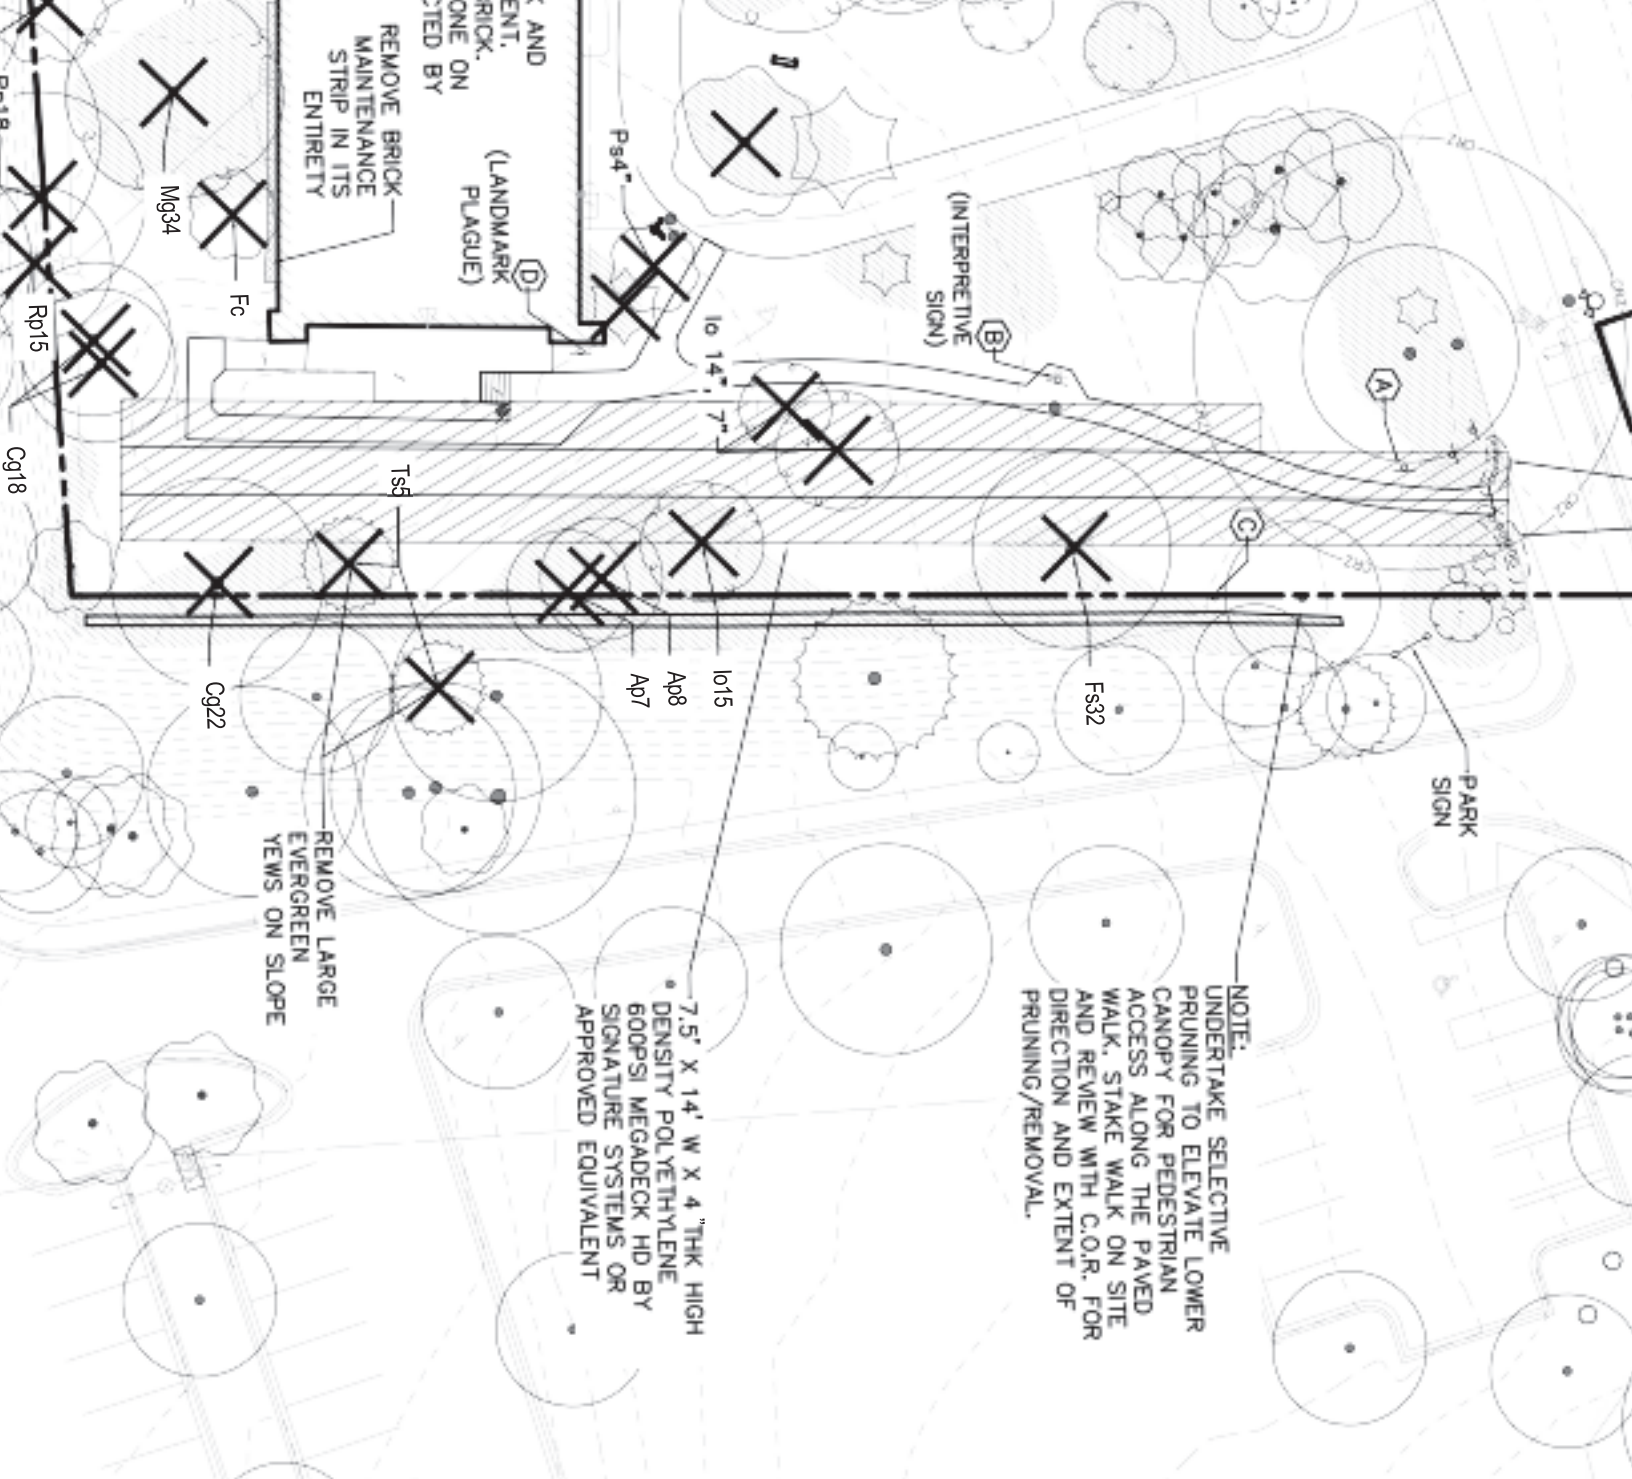 K AND
ENT.
RICK.
ONE ON
CTED BY
REMOVE BRICK
MAINTENANCE
STRIP IN ITS
ENTIRETY
(LANDMARK
PLAGUE)
D
Ps4"
(INTERPRETIVE
SIGN)
B
A
C
Io 14", 7"
Mg34
Fc
Rp18
Rp15
Cg18
Ts5
Cg22
Ap7
Ap8
Io15
Fs32
CRZ
CRZ
CRZ
PARK
SIGN
REMOVE LARGE
EVERGREEN
YEWS ON SLOPE
7.5' X 14' W X 4 "THK HIGH
DENSITY POLYETHYLENE
600PSI MEGADECK HD BY
SIGNATURE SYSTEMS OR
APPROVED EQUIVALENT
NOTE:
UNDERTAKE SELECTIVE
PRUNING TO ELEVATE LOWER
CANOPY FOR PEDESTRIAN
ACCESS ALONG THE PAVED
WALK. STAKE WALK ON SITE
AND REVIEW WITH C.O.R. FOR
DIRECTION AND EXTENT OF
PRUNING/REMOVAL.